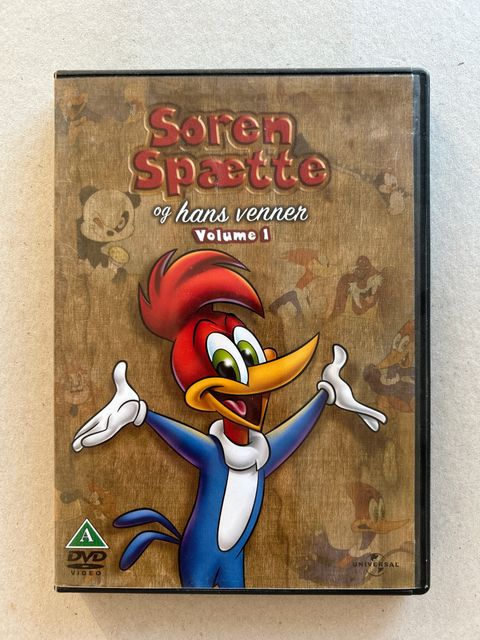 Søren
Spætte
og hans venner
Volume 1
A
DVD
VIDEO
UNIVERSAL